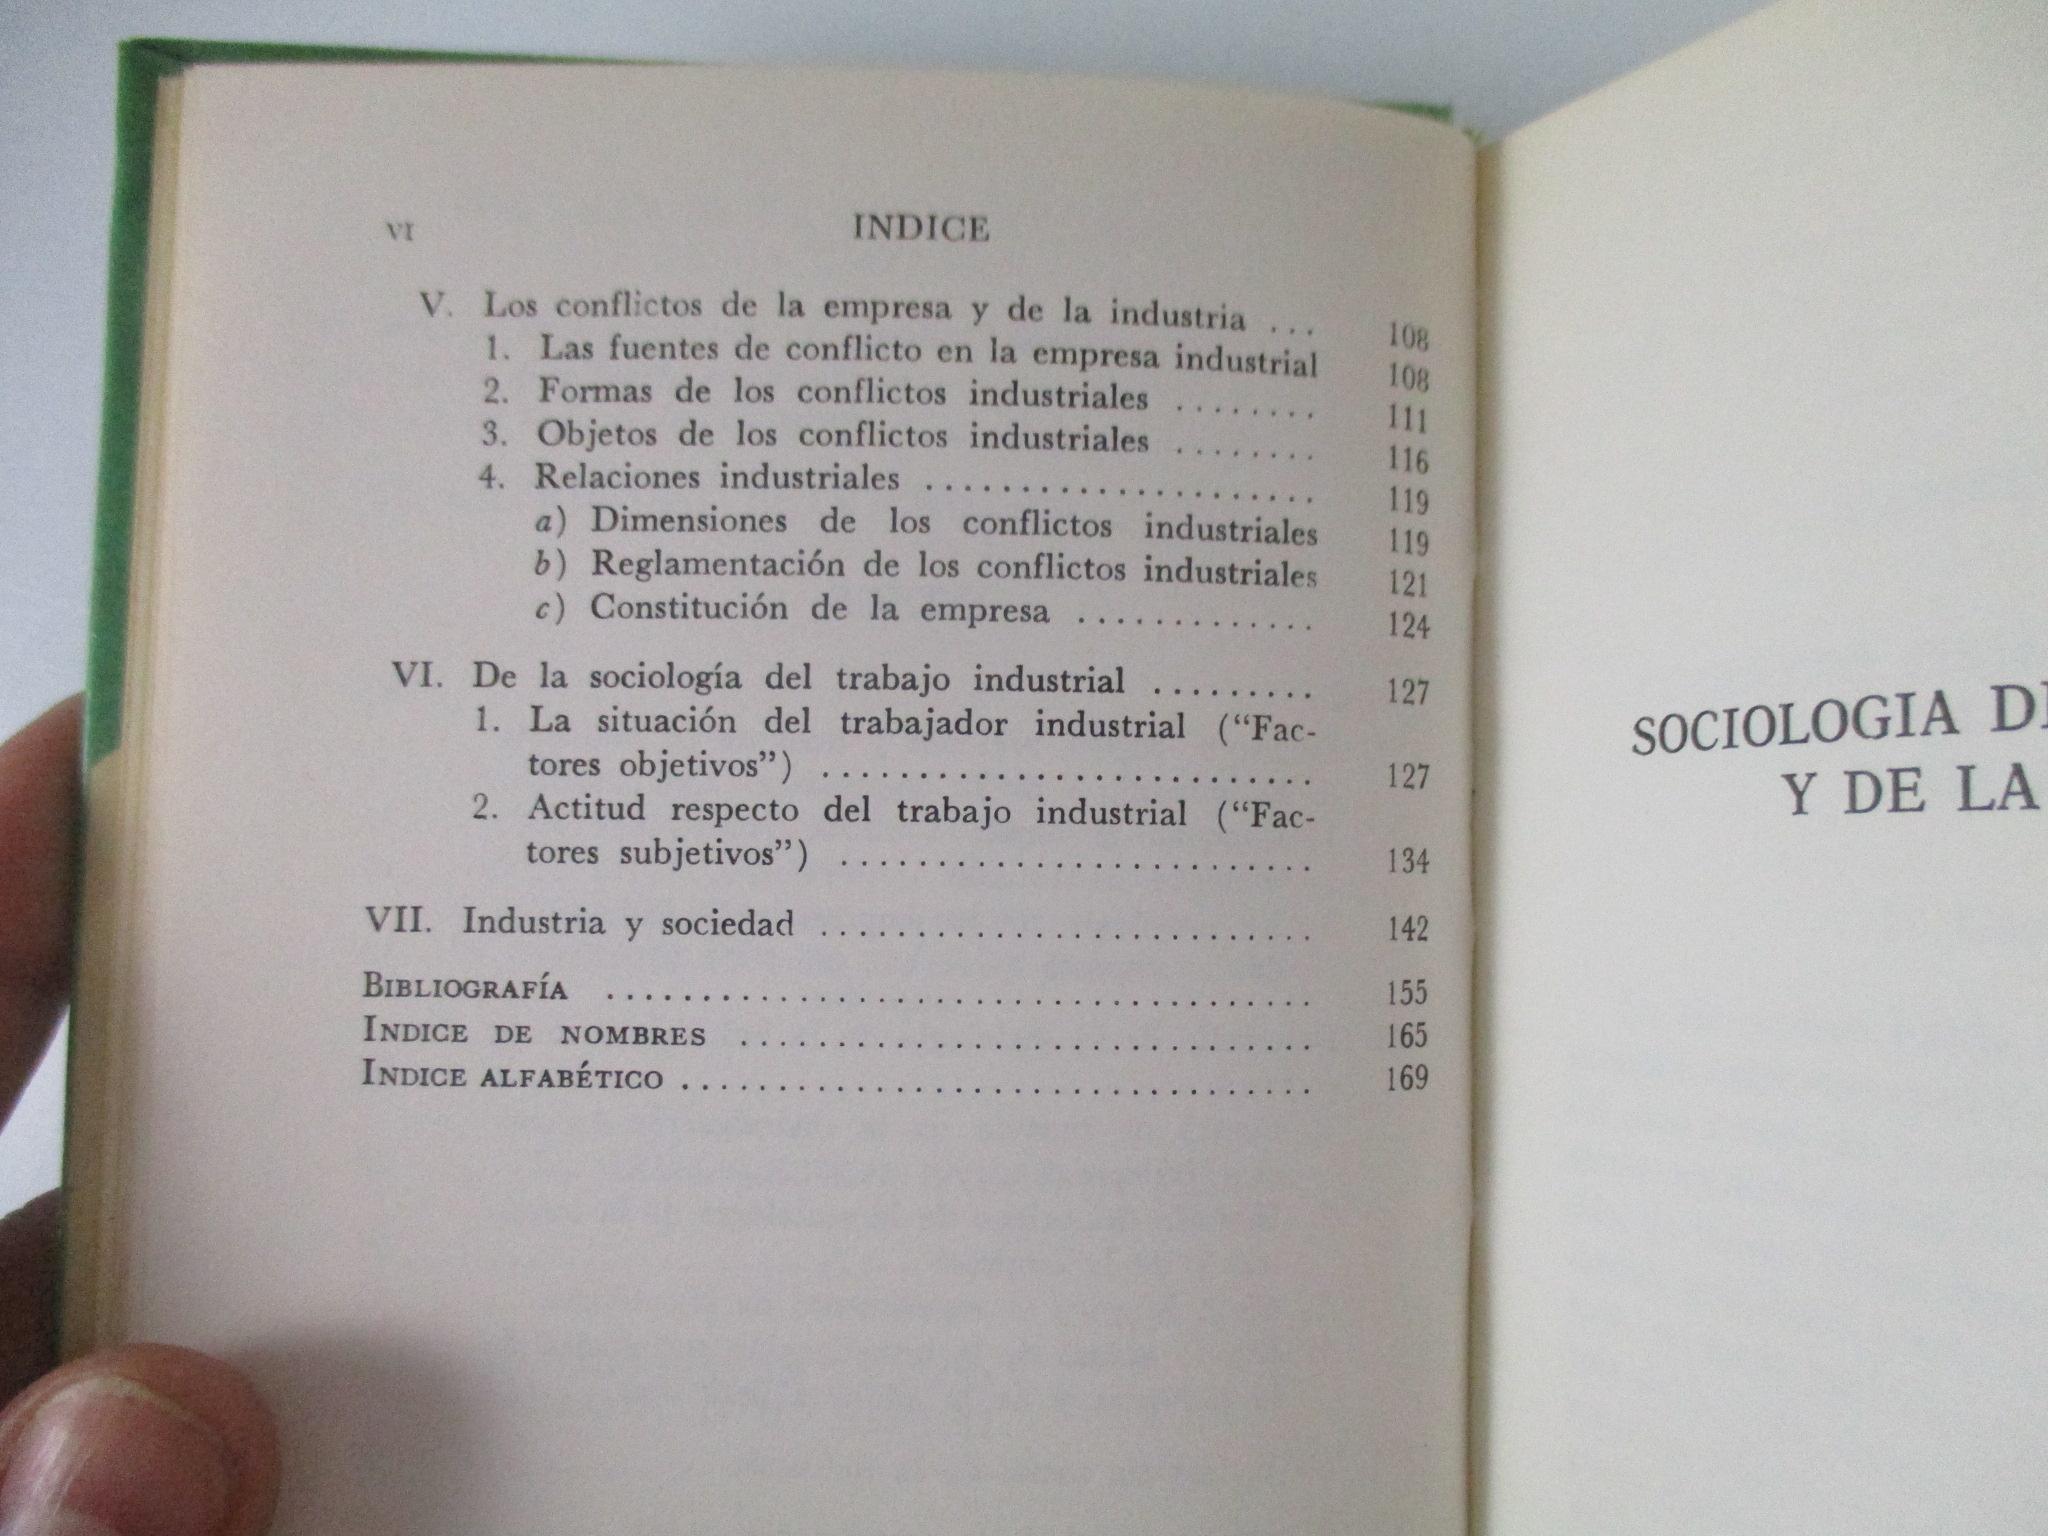 VI INDICE
V. Los conflictos de la empresa y de la industria ... 108
1. Las fuentes de conflicto en la empresa industrial 108
2. Formas de los conflictos industriales ........ 111
3. Objetos de los conflictos industriales ........ 116
4. Relaciones industriales ..................... 119
a) Dimensiones de los conflictos industriales 119
b) Reglamentación de los conflictos industriales 121
c) Constitución de la empresa ............. 124
VI. De la sociología del trabajo industrial ......... 127
1. La situación del trabajador industrial (“Fac-
tores objetivos”) .......................... 127
2. Actitud respecto del trabajo industrial (“Fac-
tores subjetivos”) ......................... 134
VII. Industria y sociedad .......................... 142
BIBLIOGRAFÍA ..................................... 155
INDICE DE NOMBRES .............................. 165
INDICE ALFABÉTICO ................................. 169
SOCIOLOGIA
Y DE LA